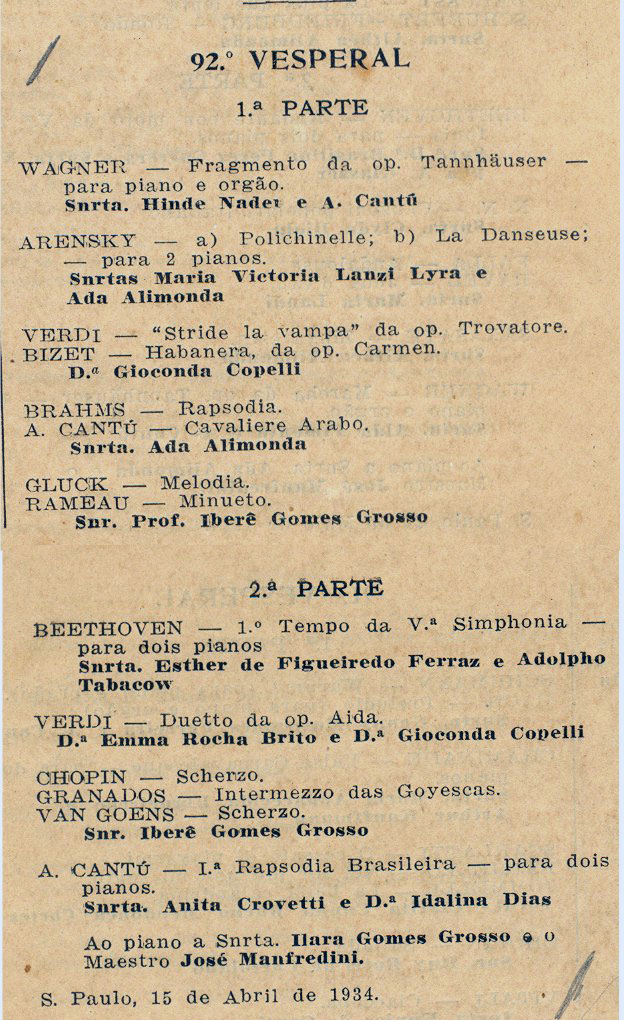 92.º VESPERAL
1.ª PARTE
WAGNER — Fragmento da op. Tannhäuser —
para piano e orgão.
Snrta. Hinde Nader e A. Cantú
ARENSKY — a) Polichinelle; b) La Danseuse;
— para 2 pianos.
Snrtas Maria Victoria Lanzi Lyra e
Ada Alimonda
VERDI — “Stride la vampa” da op. Trovatore.
BIZET — Habanera, da op. Carmen.
D.ª Gioconda Copelli
BRAHMS — Rapsodia.
A. CANTÚ — Cavaliere Arabo.
Snrta. Ada Alimonda
GLUCK — Melodia.
RAMEAU — Minueto.
Snr. Prof. Iberê Gomes Grosso
2.ª PARTE
BEETHOVEN — 1.º Tempo da V.ª Simphonia —
para dois pianos
Snrta. Esther de Figueiredo Ferraz e Adolpho
Tabacow
VERDI — Duetto da op. Aida.
D.ª Emma Rocha Brito e D.ª Gioconda Copelli
CHOPIN — Scherzo.
GRANADOS — Intermezzo das Goyescas.
VAN GOENS — Scherzo.
Snr. Iberê Gomes Grosso
A. CANTÚ — I.ª Rapsodia Brasileira — para dois
pianos.
Snrta. Anita Crovetti e D.ª Idalina Dias
Ao piano a Snrta. Ilara Gomes Grosso e o
Maestro José Manfredini.
S. Paulo, 15 de Abril de 1934.